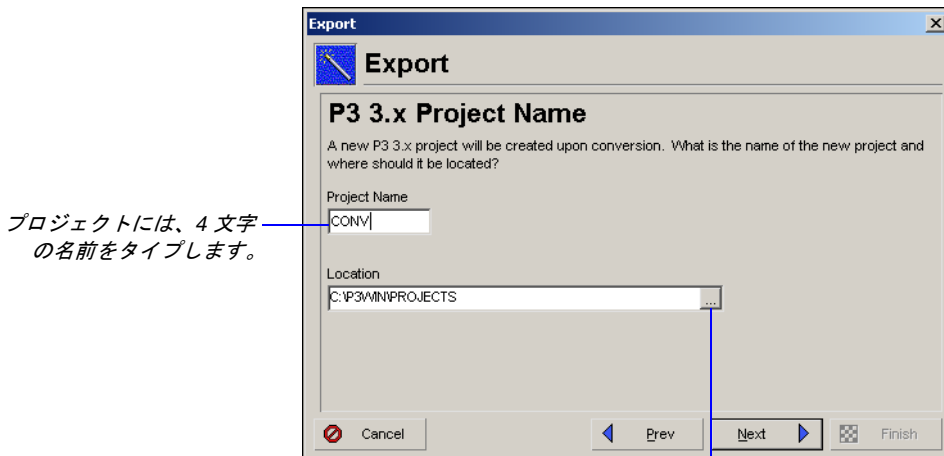 Export
Export
P3 3.x Project Name
A new P3 3.x project will be created upon conversion. What is the name of the new project and
where should it be located?
Project Name
CONV
プロジェクトには、4 文字
の名前をタイプします。
Location
C:\P3WIN\PROJECTS
...
Cancel
Prev
Next
Finish